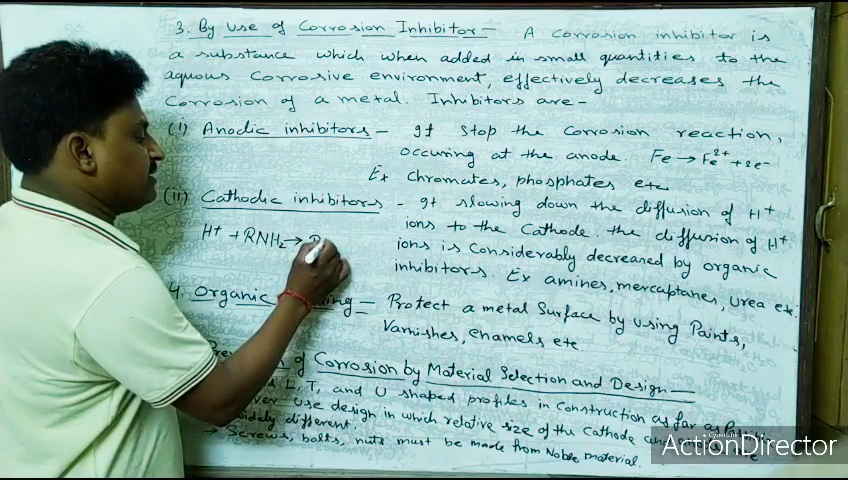 3. By use of Corrosion Inhibitor- A corrosion inhibitor is
a substance which when added in small quantities to the
aquous Corrosive environment, effectively decreases the
Corrosion of a metal. Inhibitors are -
(i) Anodic inhibitors - It stop the corrosion reaction,
occuring at the anode. Fe → Fe²⁺ + 2e⁻
Ex Chromates, phosphates etc
(ii) Cathodic inhibitors - It slowing down the diffusion of H⁺
ions to the Cathode. the diffusion of H⁺
H⁺ + RNH₂ →
ions is considerably decreased by organic
inhibitors. Ex amines, mercaptanes, urea etc.
4. Organic - Protect a metal Surface by using Paints,
Varnishes, enamels etc
of Corrosion by Material Selection and Design -
L, T, and U shaped profiles in construction as far as
use design in which relative size of the Cathode
widely different.
→ Screws, bolts, nuts must be made from Noble material.
ActionDirector